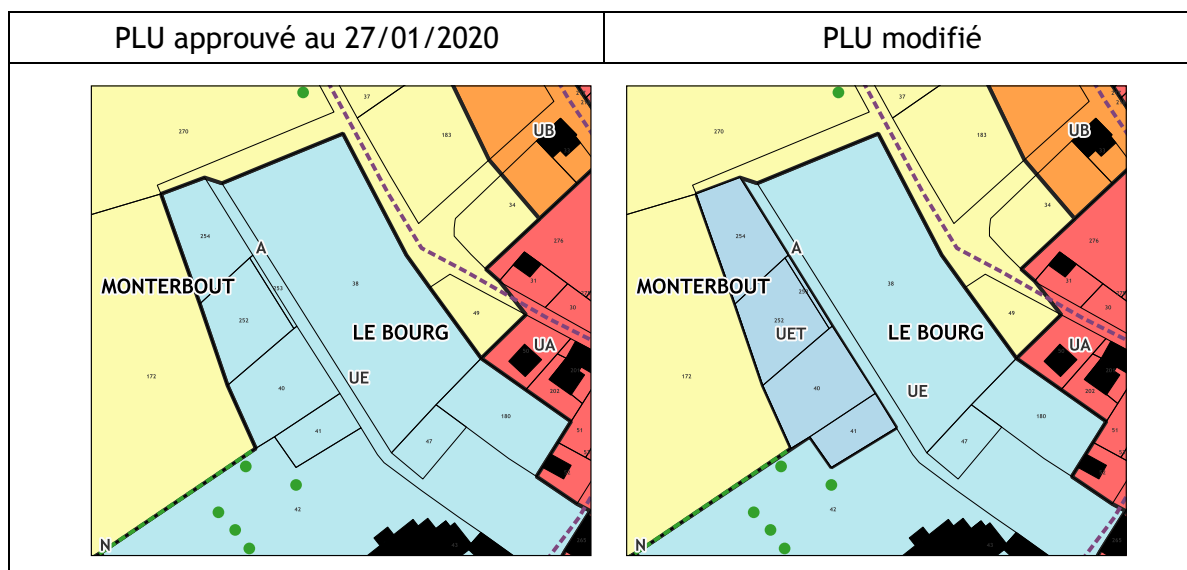 PLU approuvé au 27/01/2020
PLU modifié
37
270
183
UB
34
254
A
276
MONTERBOUT
253
38
31
30
252
49
LE BOURG
UA
172
UE
202
40
180
41
51
47
42
N
37
270
183
UB
34
254
A
276
MONTERBOUT
38
31
30
252
49
UET
LE BOURG
UA
172
UE
202
40
180
41
51
47
42
N